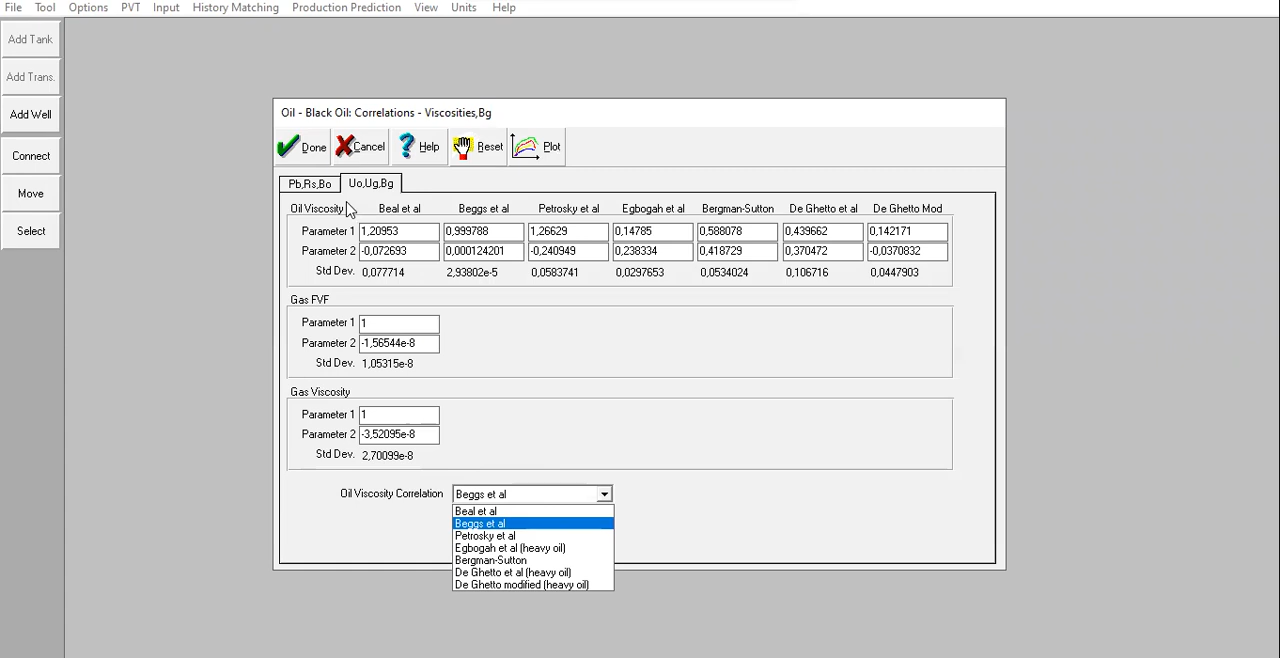 File Tool Options PVT Input History Matching Production Prediction View Units Help
Add Tank
Add Trans.
Add Well
Connect
Move
Select
Oil - Black Oil: Correlations - Viscosities,Bg
Done Cancel Help Reset Plot
Pb,Rs,Bo Uo,Ug,Bg
Oil Viscosity Beal et al Beggs et al Petrosky et al Egbogah et al Bergman-Sutton De Ghetto et al De Ghetto Mod
Parameter 1 1,20953 0,999788 1,26629 0,14785 0,588078 0,439662 0,142171
Parameter 2 -0,072693 0,000124201 -0,240949 0,238334 0,418729 0,370472 -0,0370832
Std Dev. 0,077714 2,93802e-5 0,0583741 0,0297653 0,0534024 0,106716 0,0447903
Gas FVF
Parameter 1 1
Parameter 2 -1,56544e-8
Std Dev. 1,05315e-8
Gas Viscosity
Parameter 1 1
Parameter 2 -3,52095e-8
Std Dev. 2,70099e-8
Oil Viscosity Correlation Beggs et al
Beal et al
Beggs et al
Petrosky et al
Egbogah et al (heavy oil)
Bergman-Sutton
De Ghetto et al (heavy oil)
De Ghetto modified (heavy oil)